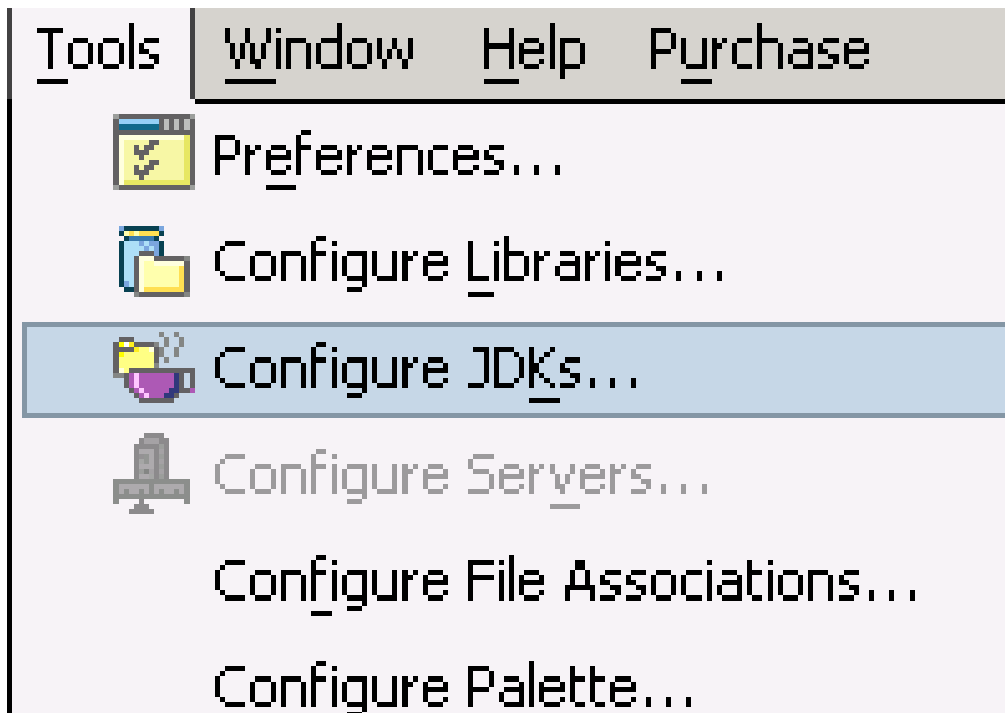 Tools Window Help Purchase
Preferences...
Configure Libraries...
Configure JDKs...
Configure Servers...
Configure File Associations...
Configure Palette...